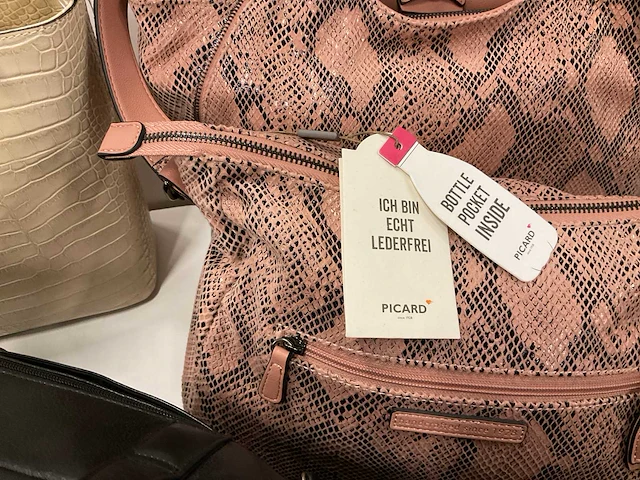 ICH BIN
ECHT
LEDERFREI
PICARD
BOTTLE
POCKET
INSIDE
PICARD